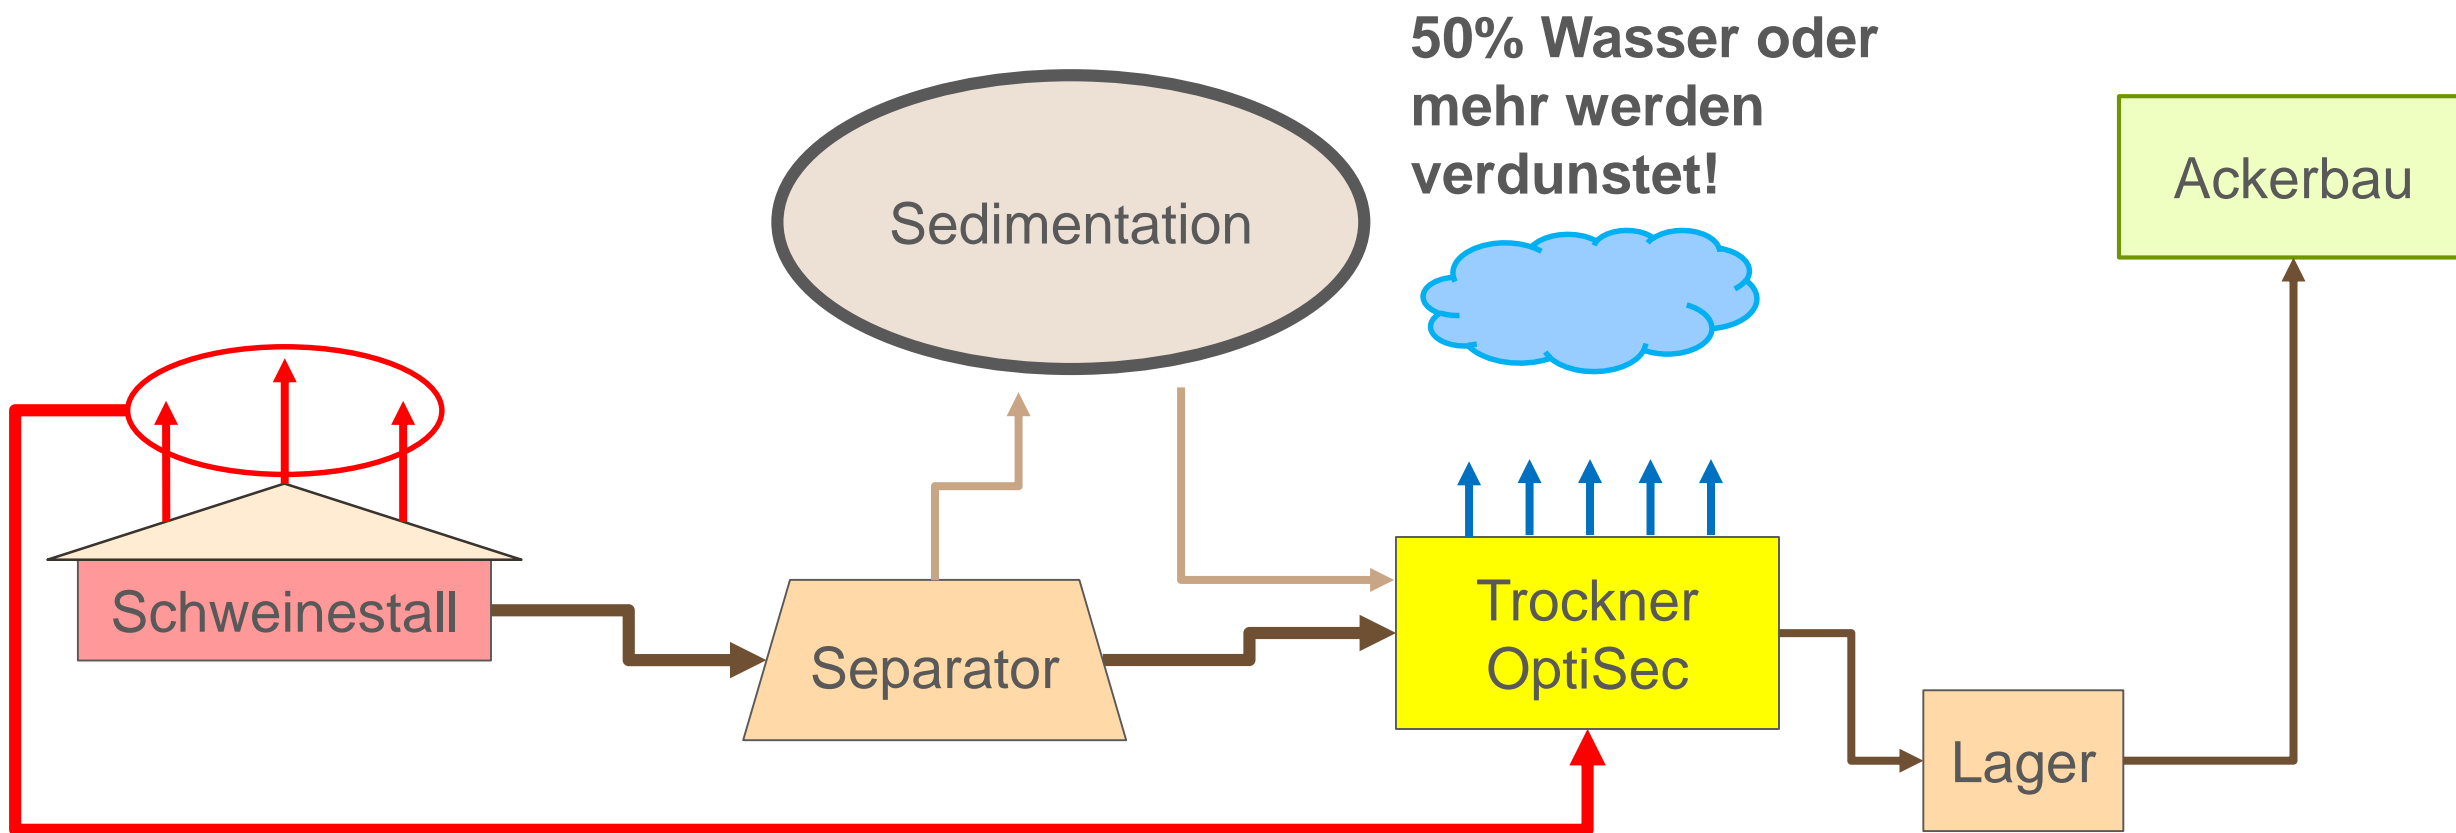 50% Wasser oder
mehr werden
verdunstet!
Ackerbau
Sedimentation
Schweinestall
Separator
Trockner
OptiSec
Lager